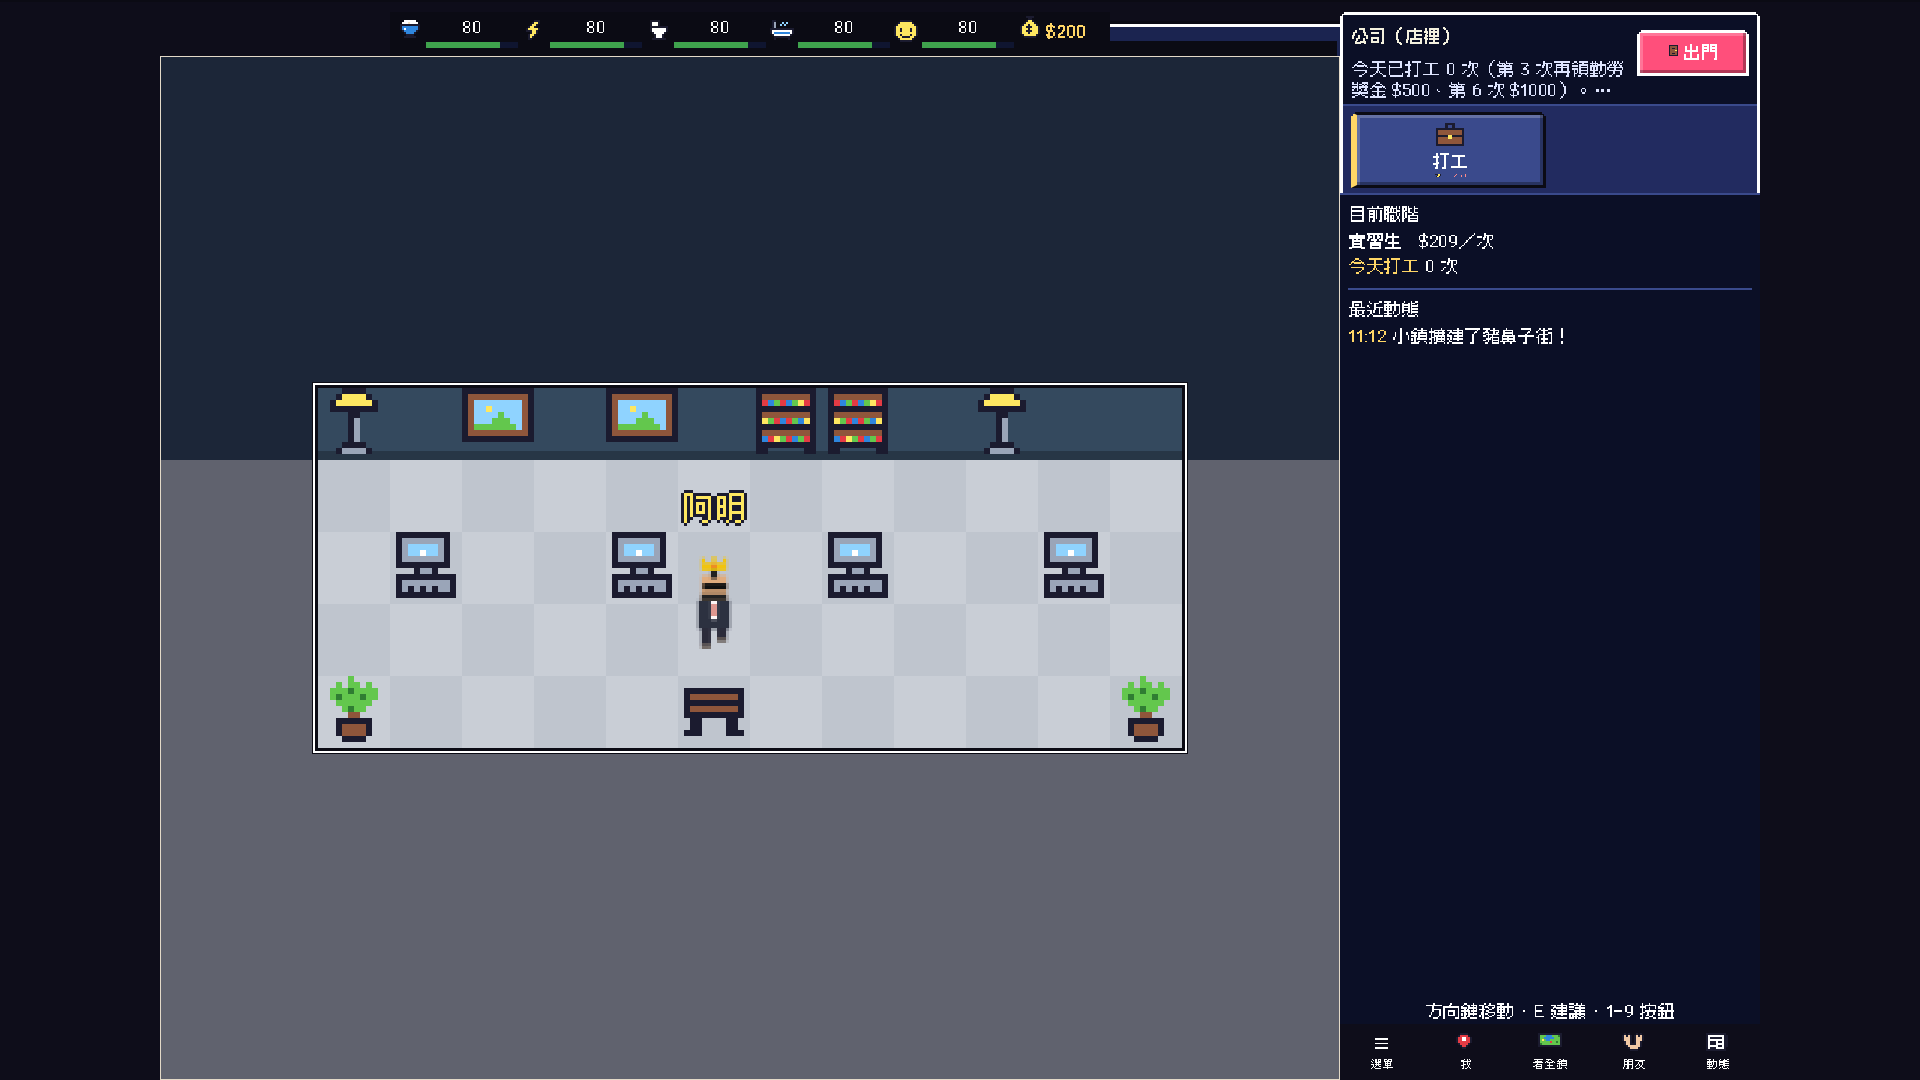 80 80 80 80 80 $200
公司（店裡）
出門
今天已打工 0 次（第 3 次再領勤勞
獎金 $500、第 6 次 $1000）。…
打工
目前職階
實習生 $209／次
今天打工 0 次
最近動態
11:12 小鎮擴建了豬鼻子街！
阿明
方向鍵移動 · E 建議 · 1-9 按鈕
選單 我 看全鎮 朋友 動態